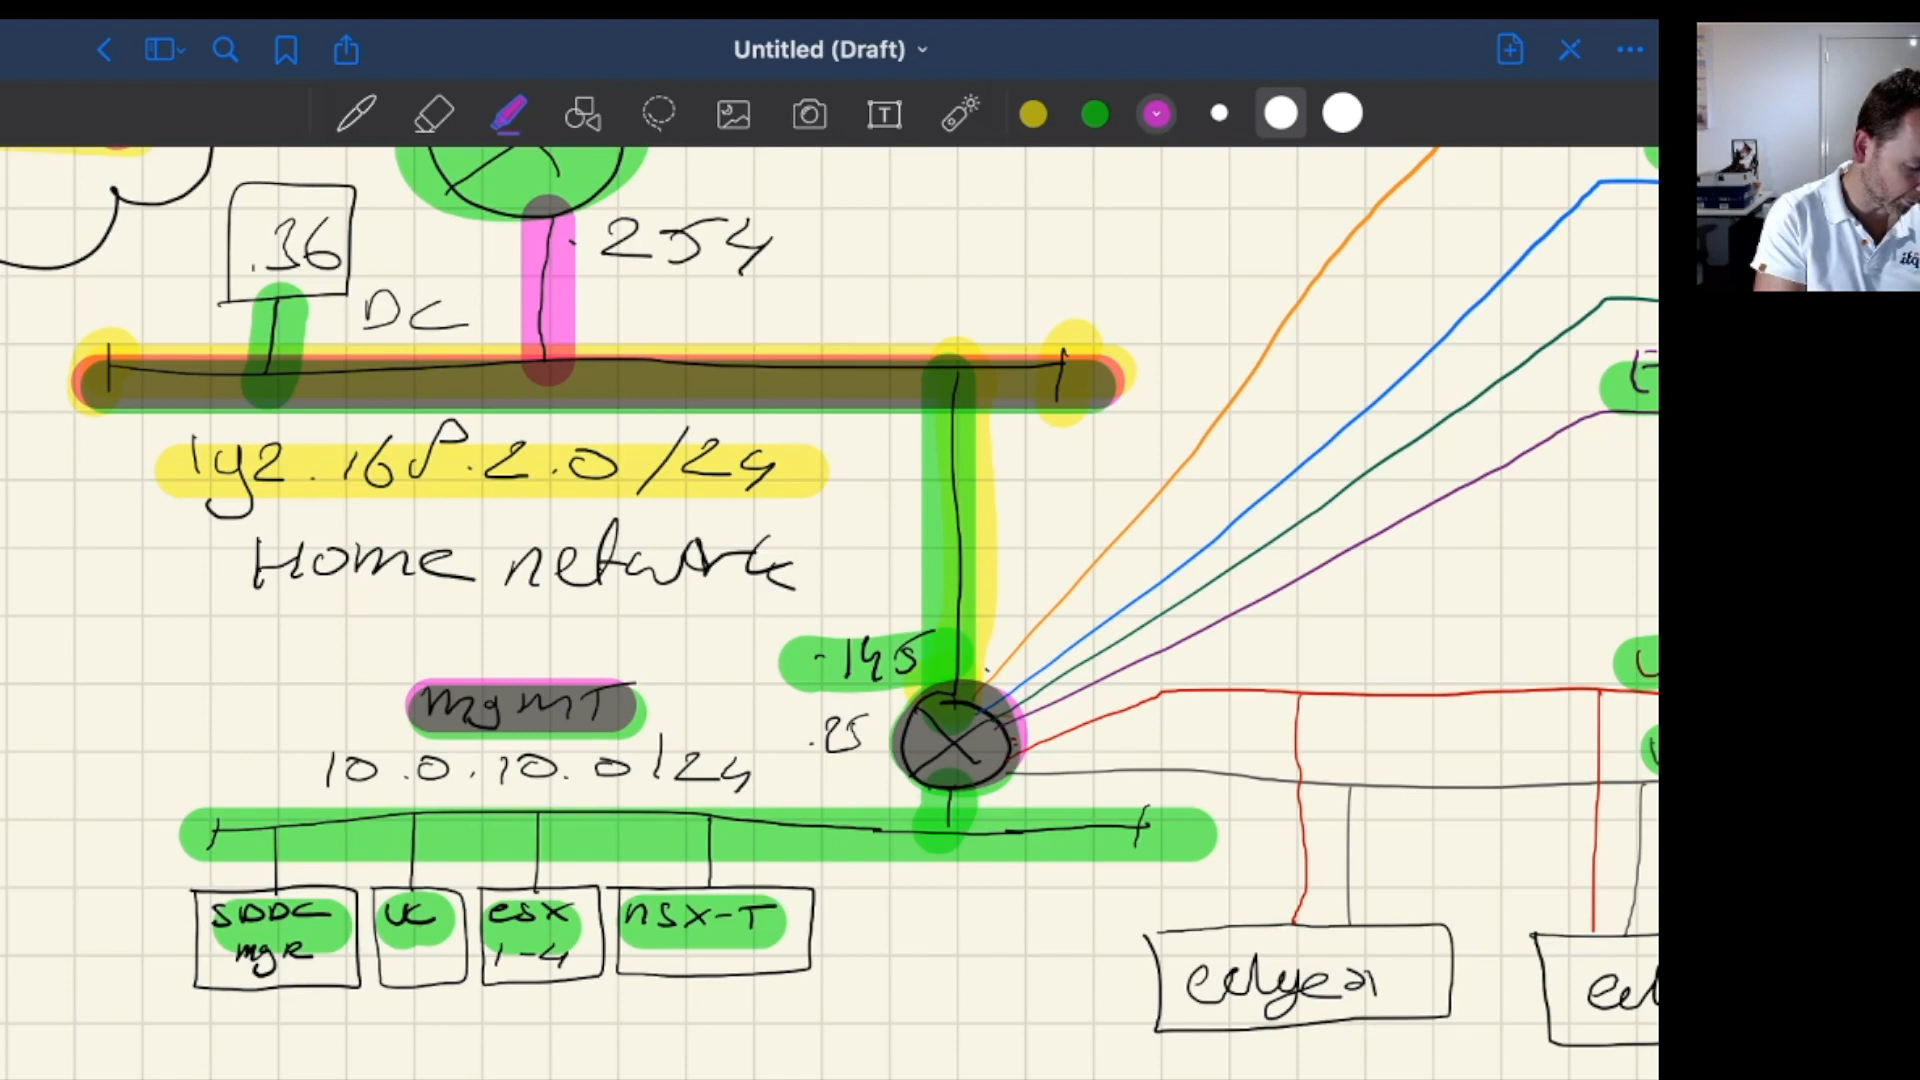 Untitled (Draft)
T
.36
.254
DC
192.168.2.0/24
Home network
.145
mgmT
.25
10.0.10.0/24
SDDC
mgR
VC
esx
1-4
nSX-T
itq